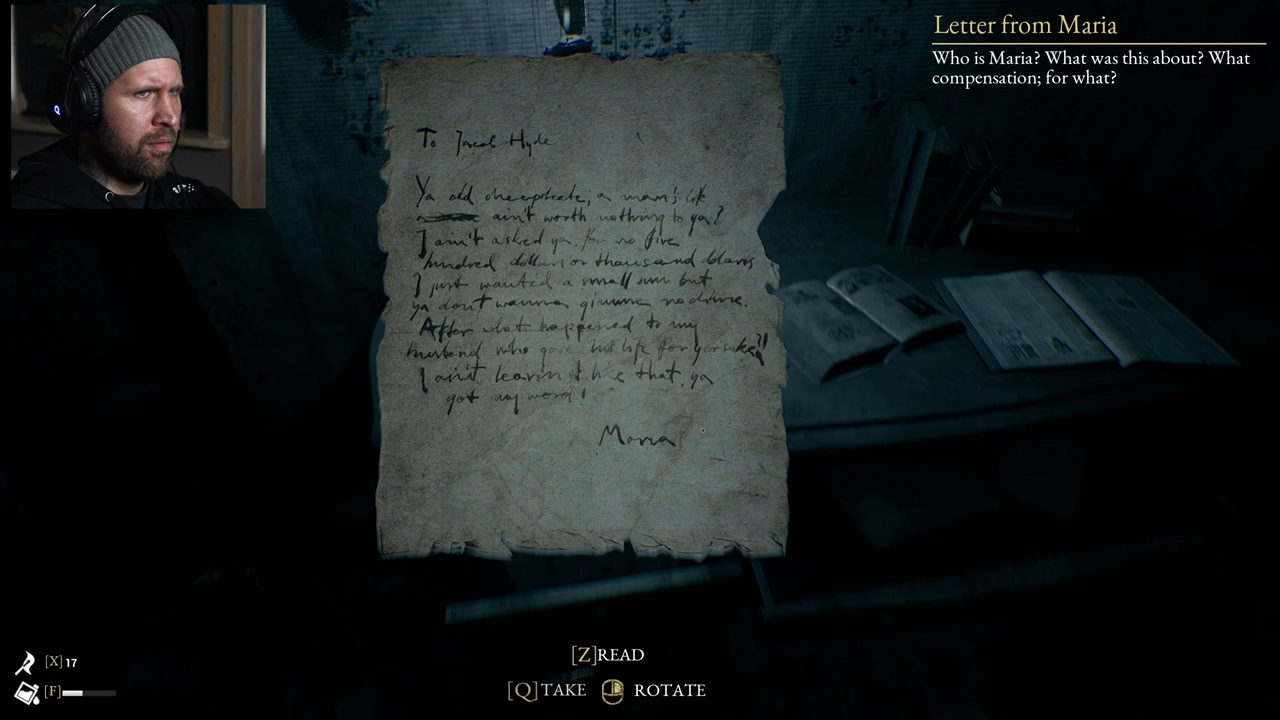 Letter from Maria
Who is Maria? What was this about? What
compensation; for what?
To Jacob Hyde
Ya old cheapskate, a man's life
ain't worth nothing to ya?
I ain't asked ya for no five
hundred dollars or thousand dollars
I just wanted a small sum but
ya don't wanna gimme no dime.
After what happened to my
husband who gave his life for yer sake?!
I ain't leavin it like that, ya
got my word!
Maria
[X] 17
[F]
[Z]READ
[Q]TAKE ROTATE